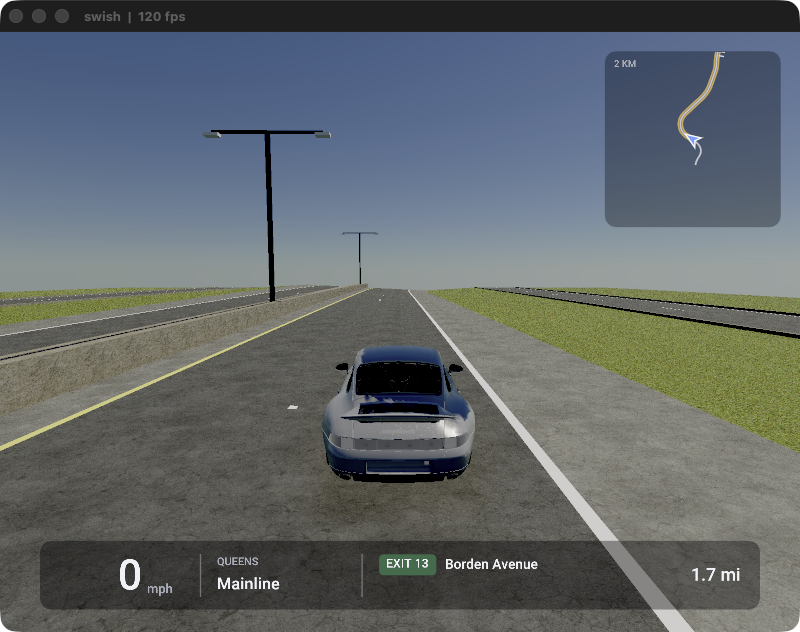 swish | 120 fps
2 KM
0 mph
QUEENS
Mainline
EXIT 13 Borden Avenue
1.7 mi